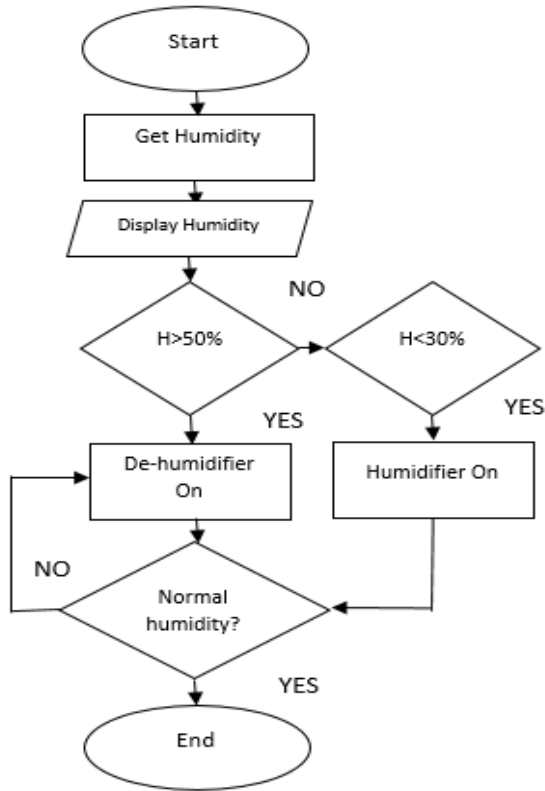 Start
Get Humidity
Display Humidity
NO
H>50%
H<30%
YES
YES
De-humidifier
On
Humidifier On
NO
Normal
humidity?
YES
End